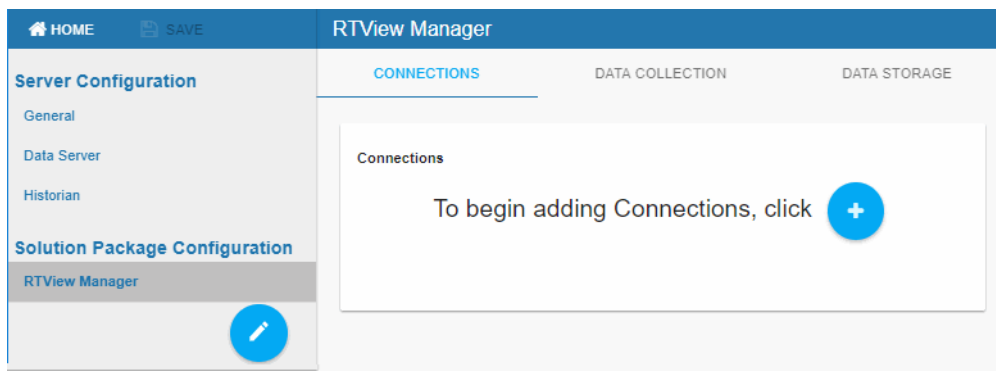 HOME
SAVE
RTView Manager
Server Configuration
General
Data Server
Historian
Solution Package Configuration
RTView Manager
CONNECTIONS
DATA COLLECTION
DATA STORAGE
Connections
To begin adding Connections, click